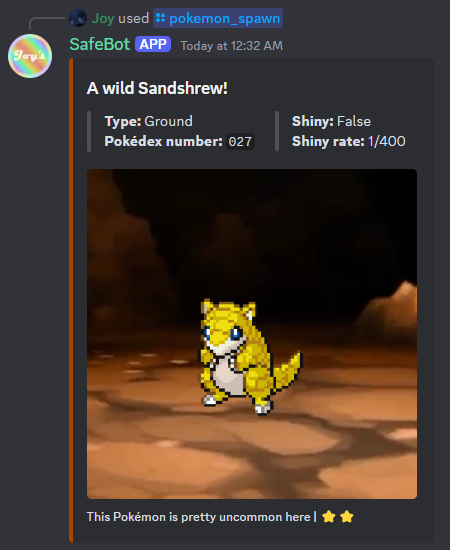 Joy used pokemon_spawn
Joy's
SafeBot APP Today at 12:32 AM
A wild Sandshrew!
Type: Ground
Pokédex number: 027
Shiny: False
Shiny rate: 1/400
This Pokémon is pretty uncommon here | ⭐⭐